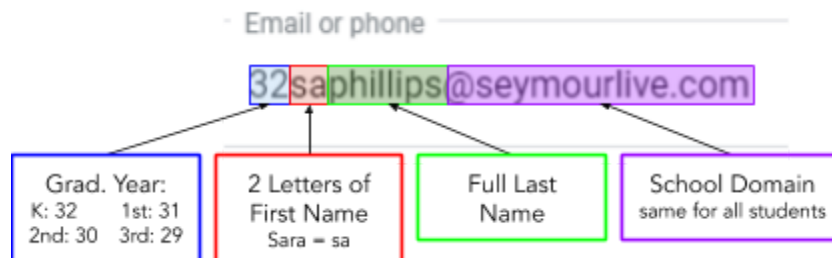 Email or phone
32saphillips@seymourlive.com
Grad. Year:
K: 32 1st: 31
2nd: 30 3rd: 29
2 Letters of
First Name
Sara = sa
Full Last
Name
School Domain
same for all students